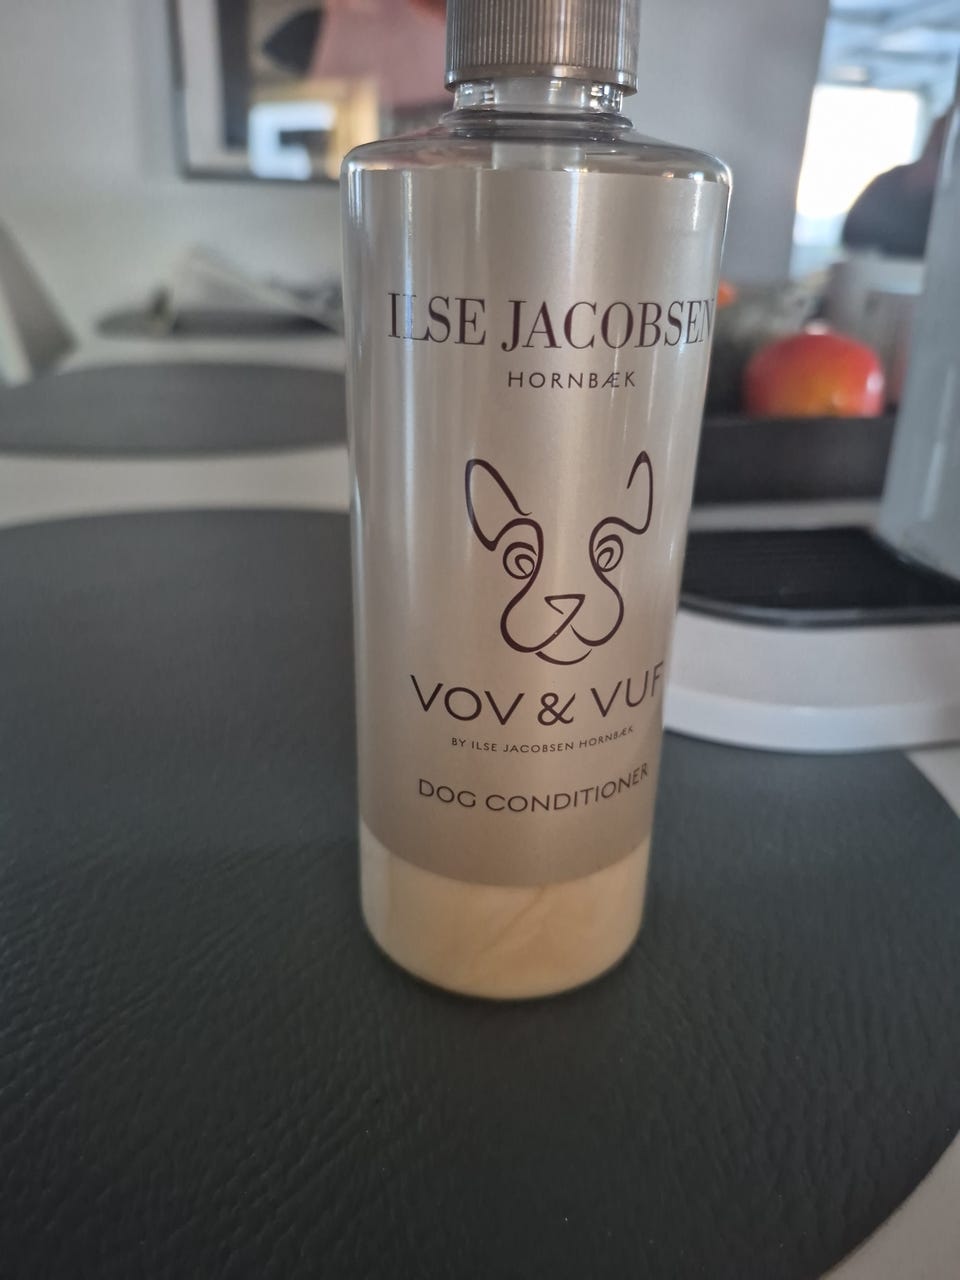 ILSE JACOBSEN
HORNBÆK
VOV & VUF
BY ILSE JACOBSEN HORNBÆK
DOG CONDITIONER